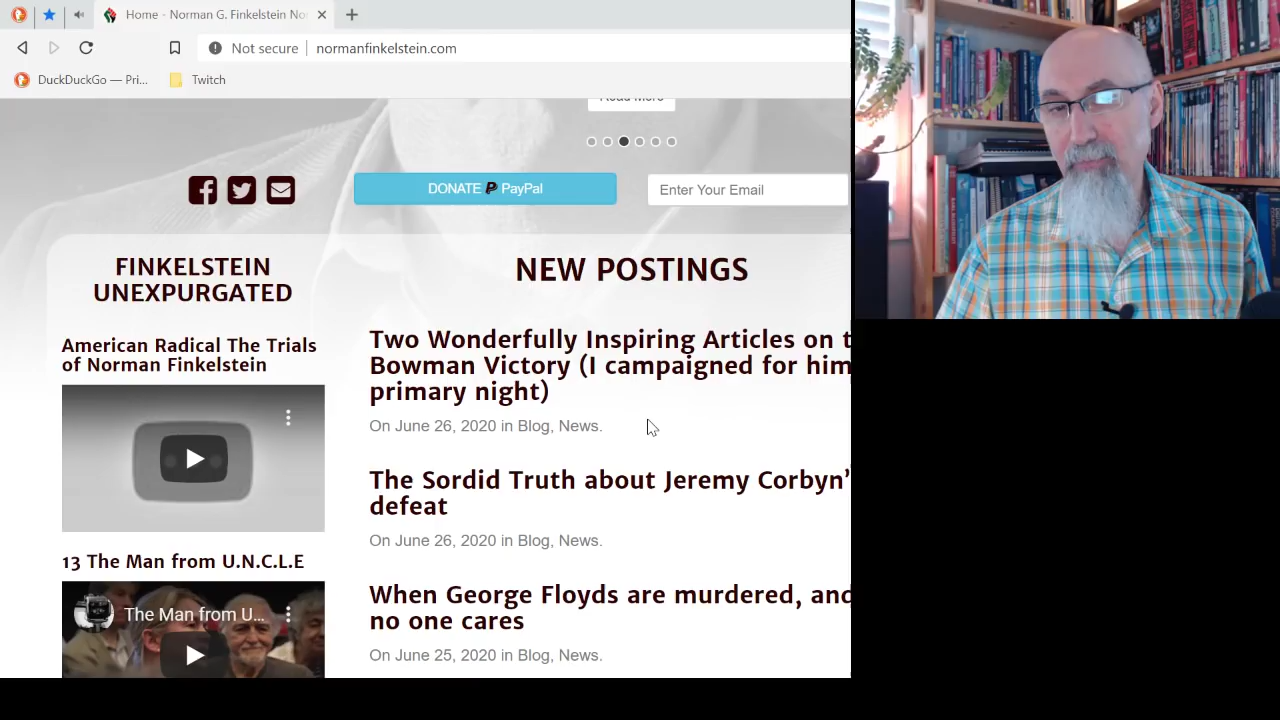 Home - Norman G. Finkelstein No
Not secure
normanfinkelstein.com
DuckDuckGo — Pri...
Twitch
Read More
DONATE PayPal
Enter Your Email
FINKELSTEIN
UNEXPURGATED
American Radical The Trials
of Norman Finkelstein
13 The Man from U.N.C.L.E
The Man from U...
NEW POSTINGS
Two Wonderfully Inspiring Articles on t
Bowman Victory (I campaigned for him
primary night)
On June 26, 2020 in Blog, News.
The Sordid Truth about Jeremy Corbyn'
defeat
On June 26, 2020 in Blog, News.
When George Floyds are murdered, and
no one cares
On June 25, 2020 in Blog, News.